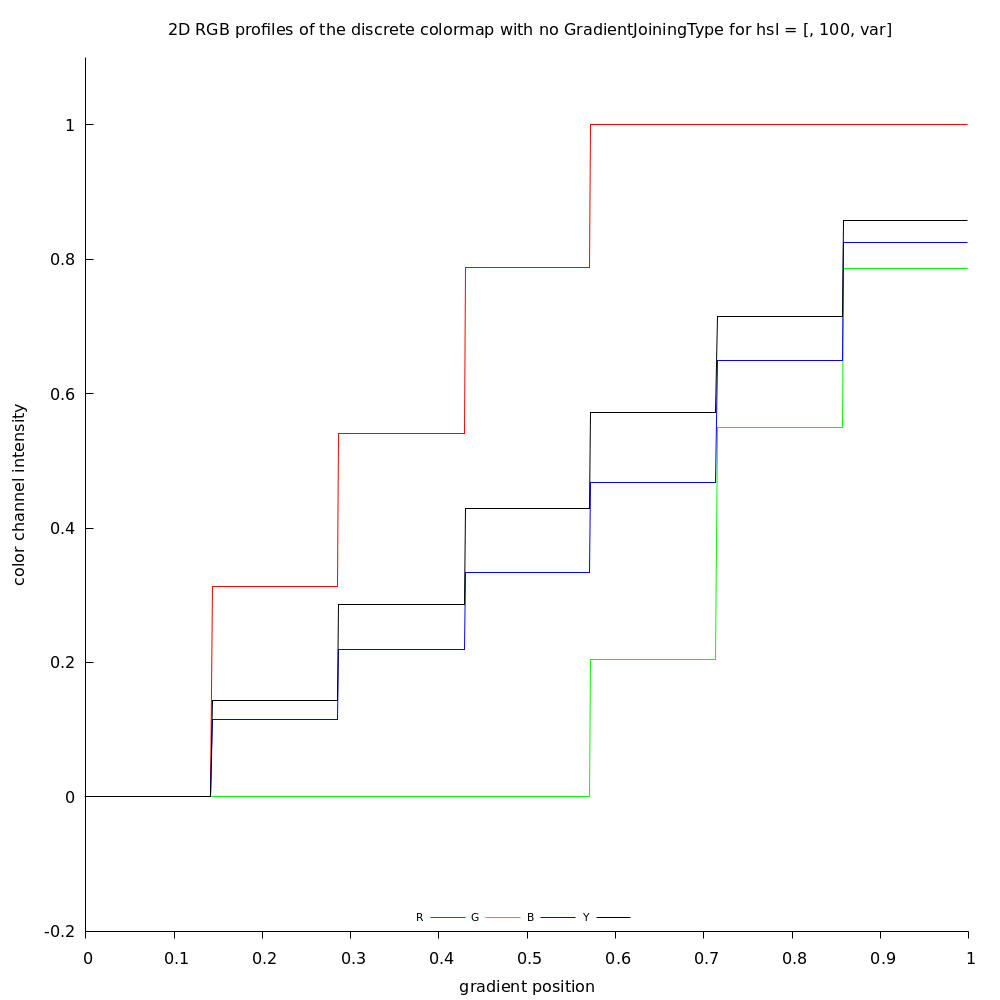 2D RGB profiles of the discrete colormap with no GradientJoiningType for hsl = [, 100, var]
1
0.8
0.6
0.4
0.2
0
-0.2
color channel intensity
R G B Y
0 0.1 0.2 0.3 0.4 0.5 0.6 0.7 0.8 0.9 1
gradient position